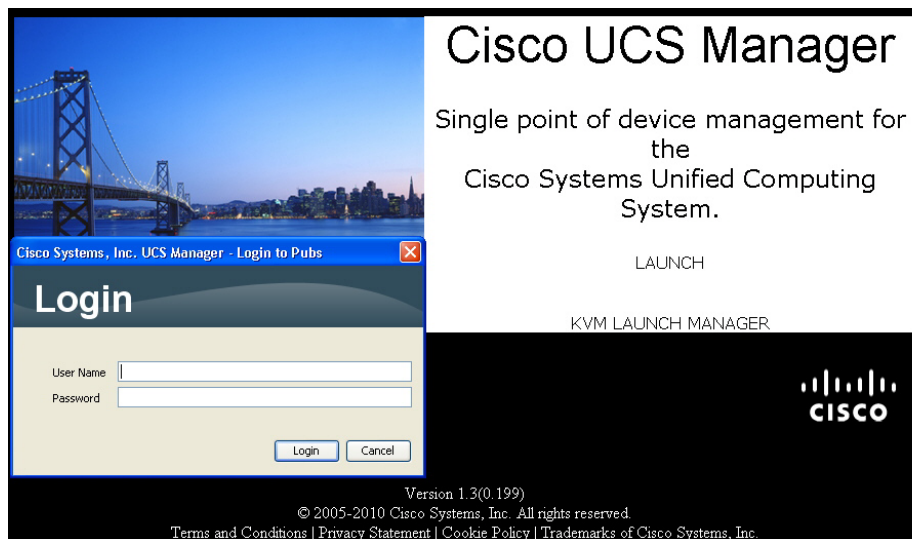 Cisco UCS Manager
Single point of device management for
the
Cisco Systems Unified Computing
System.
LAUNCH
KVM LAUNCH MANAGER
Cisco Systems, Inc. UCS Manager - Login to Pubs
Login
User Name
Password
Login Cancel
CISCO
Version 1.3(0.199)
© 2005-2010 Cisco Systems, Inc. All rights reserved.
Terms and Conditions | Privacy Statement | Cookie Policy | Trademarks of Cisco Systems, Inc.